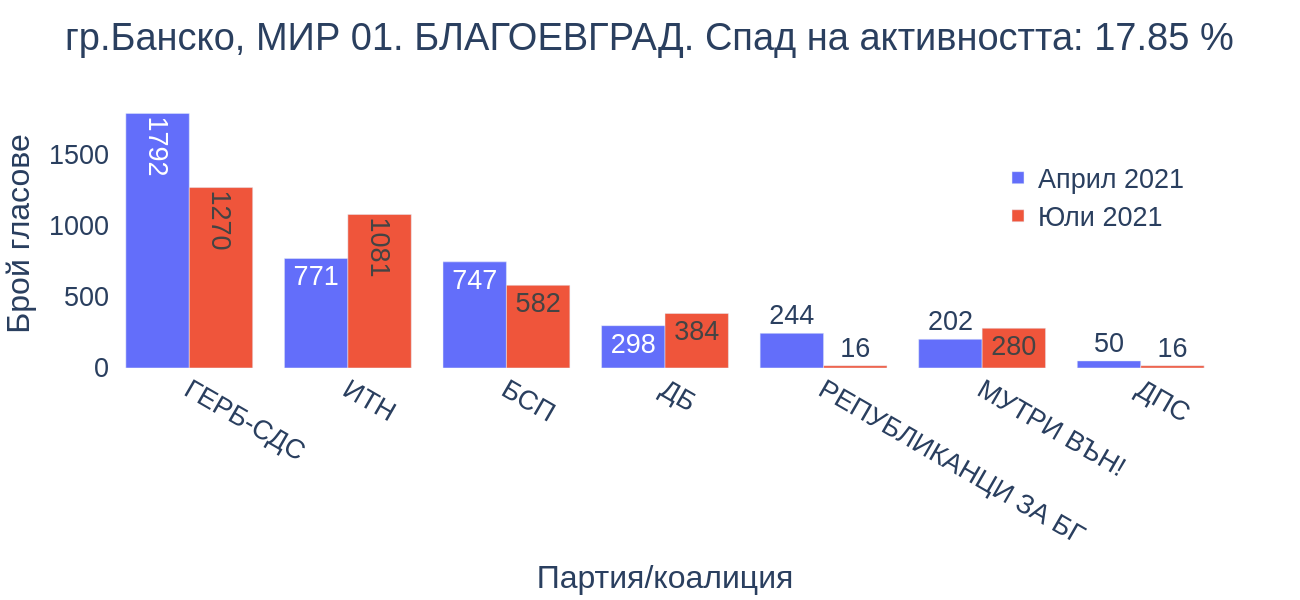 гр.Банско, МИР 01. БЛАГОЕВГРАД. Спад на активността: 17.85 %
Брой гласове
1500
1000
500
0
1792
1270
771
1081
747
582
298
384
244
16
202
280
50
16
Април 2021
Юли 2021
ГЕРБ-СДС
ИТН
БСП
ДБ
РЕПУБЛИКАНЦИ ЗА БГ
МУТРИ ВЪН!
ДПС
Партия/коалиция